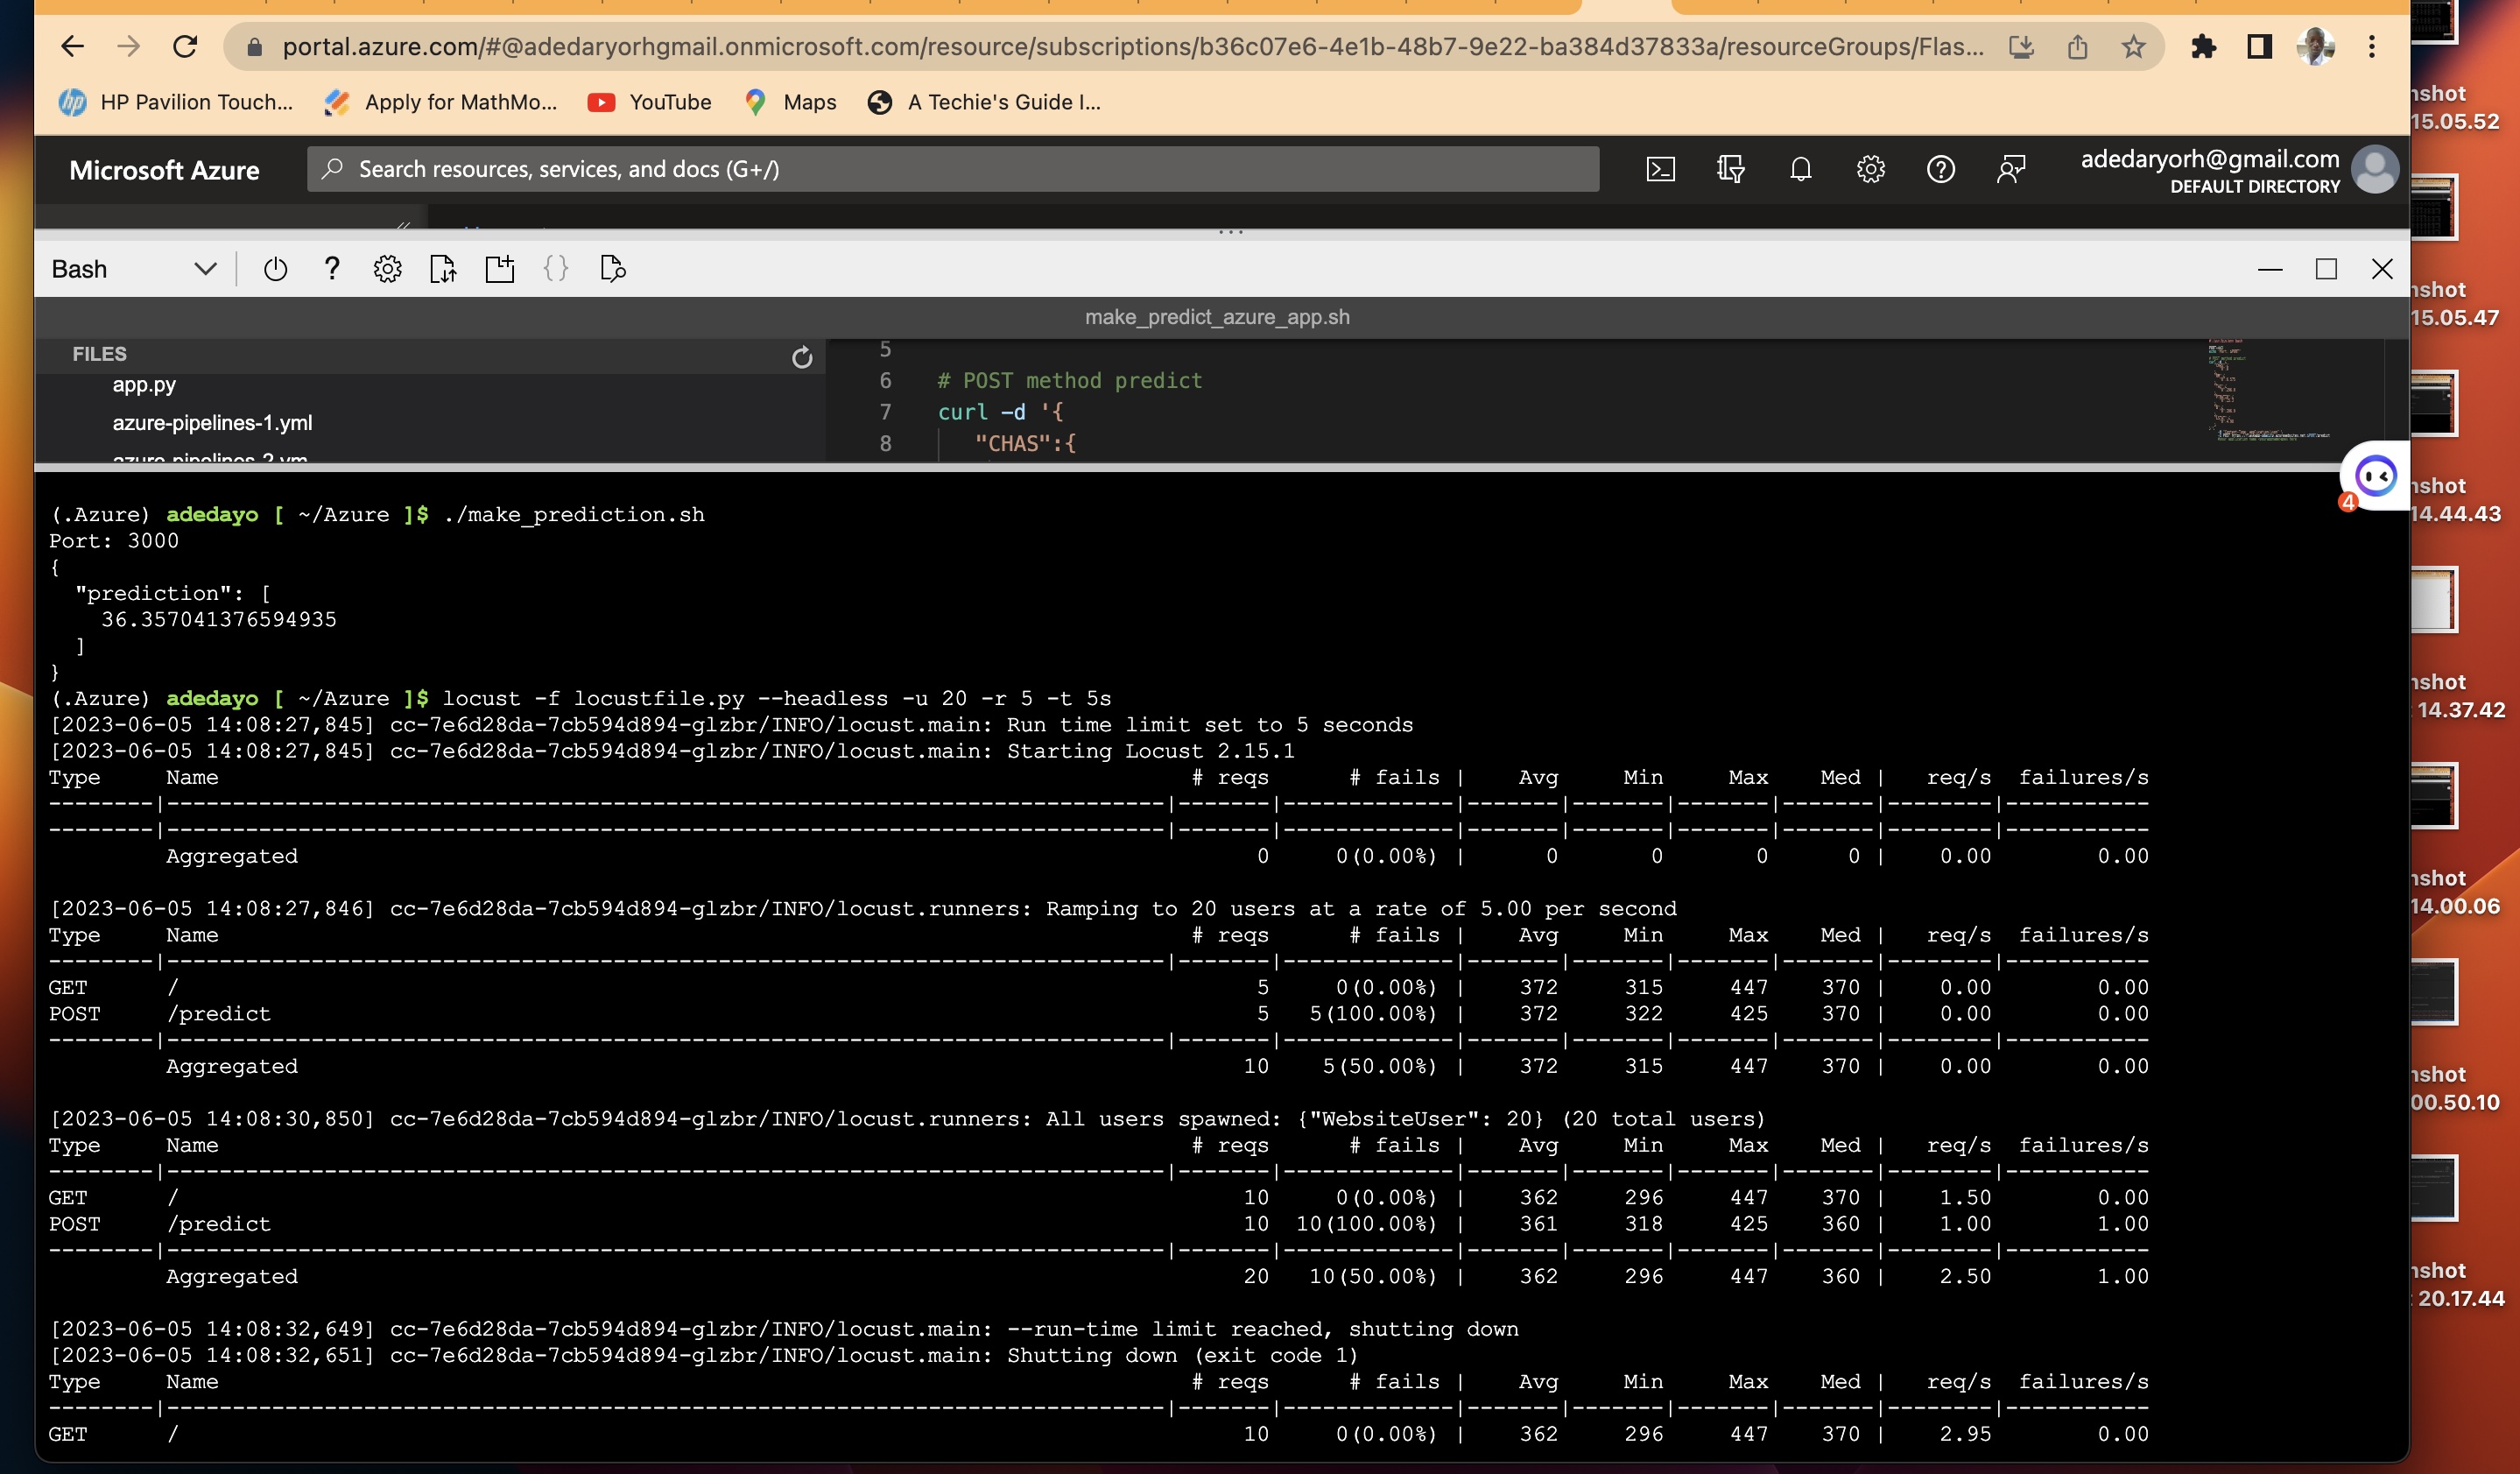 portal.azure.com/#@adedaryorhgmail.onmicrosoft.com/resource/subscriptions/b36c07e6-4e1b-48b7-9e22-ba384d37833a/resourceGroups/Flas...
HP Pavilion Touch... Apply for MathMo... YouTube Maps A Techie's Guide I...
Microsoft Azure Search resources, services, and docs (G+/) adedaryorh@gmail.com
DEFAULT DIRECTORY
Bash
make_predict_azure_app.sh
FILES
app.py
azure-pipelines-1.yml
azure-pipelines-2.ym
5
6 # POST method predict
7 curl -d '{
8 "CHAS":{
4
(.Azure) adedayo [ ~/Azure ]$ ./make_prediction.sh
Port: 3000
{
"prediction": [
36.357041376594935
]
}
(.Azure) adedayo [ ~/Azure ]$ locust -f locustfile.py --headless -u 20 -r 5 -t 5s
[2023-06-05 14:08:27,845] cc-7e6d28da-7cb594d894-glzbr/INFO/locust.main: Run time limit set to 5 seconds
[2023-06-05 14:08:27,845] cc-7e6d28da-7cb594d894-glzbr/INFO/locust.main: Starting Locust 2.15.1
Type Name # reqs # fails | Avg Min Max Med | req/s failures/s
Aggregated 0 0(0.00%) | 0 0 0 0 | 0.00 0.00
[2023-06-05 14:08:27,846] cc-7e6d28da-7cb594d894-glzbr/INFO/locust.runners: Ramping to 20 users at a rate of 5.00 per second
Type Name # reqs # fails | Avg Min Max Med | req/s failures/s
GET / 5 0(0.00%) | 372 315 447 370 | 0.00 0.00
POST /predict 5 5(100.00%) | 372 322 425 370 | 0.00 0.00
Aggregated 10 5(50.00%) | 372 315 447 370 | 0.00 0.00
[2023-06-05 14:08:30,850] cc-7e6d28da-7cb594d894-glzbr/INFO/locust.runners: All users spawned: {"WebsiteUser": 20} (20 total users)
Type Name # reqs # fails | Avg Min Max Med | req/s failures/s
GET / 10 0(0.00%) | 362 296 447 370 | 1.50 0.00
POST /predict 10 10(100.00%) | 361 318 425 360 | 1.00 1.00
Aggregated 20 10(50.00%) | 362 296 447 360 | 2.50 1.00
[2023-06-05 14:08:32,649] cc-7e6d28da-7cb594d894-glzbr/INFO/locust.main: --run-time limit reached, shutting down
[2023-06-05 14:08:32,651] cc-7e6d28da-7cb594d894-glzbr/INFO/locust.main: Shutting down (exit code 1)
Type Name # reqs # fails | Avg Min Max Med | req/s failures/s
GET / 10 0(0.00%) | 362 296 447 370 | 2.95 0.00
nshot
15.05.52
nshot
15.05.47
nshot
14.44.43
nshot
14.37.42
nshot
14.00.06
nshot
00.50.10
nshot
20.17.44